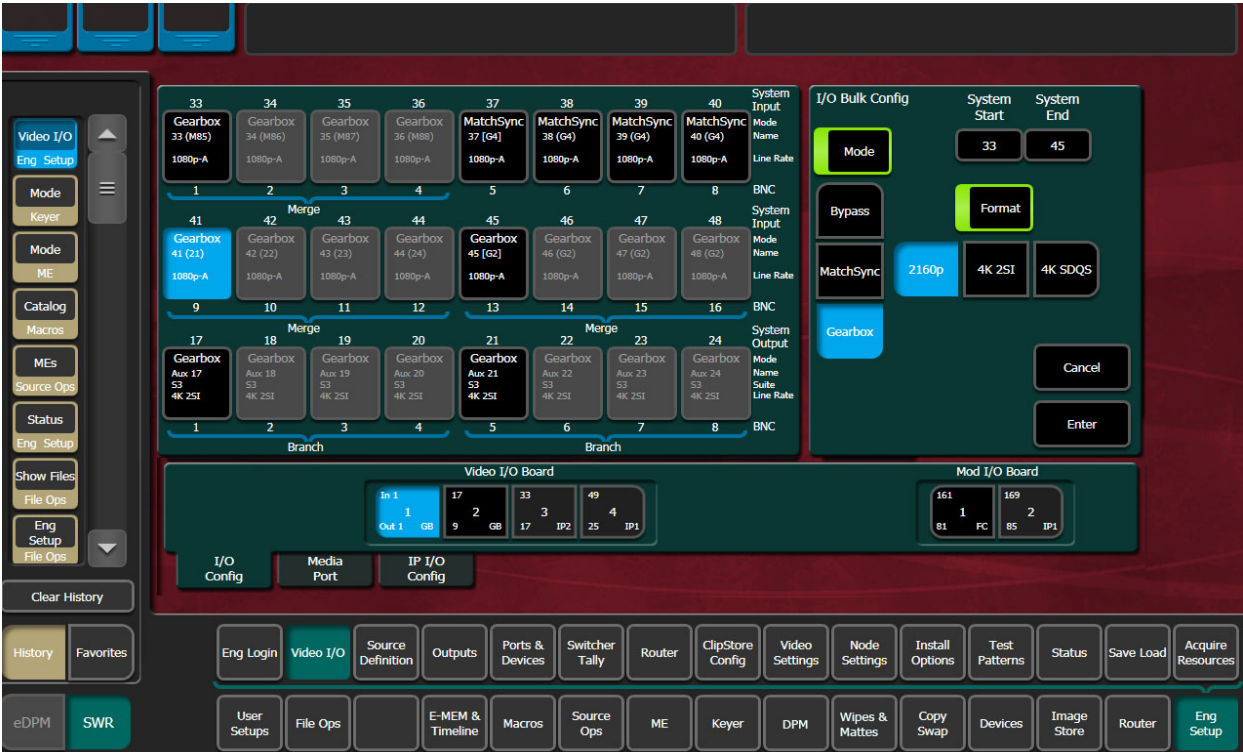 Video I/O
Eng Setup
Mode
Keyer
Mode
ME
Catalog
Macros
MEs
Source Ops
Status
Eng Setup
Show Files
File Ops
Eng
Setup
File Ops
Clear History
History Favorites
eDPM SWR
33 34 35 36 37 38 39 40 System
Input
Gearbox Gearbox Gearbox Gearbox MatchSync MatchSync MatchSync MatchSync Mode
33 (M85) 34 (M86) 35 (M87) 36 (M88) 37 [G4] 38 (G4) 39 (G4) 40 (G4) Name
1080p-A 1080p-A 1080p-A 1080p-A 1080p-A 1080p-A 1080p-A 1080p-A Line Rate
1 2 3 4 5 6 7 8 BNC
Merge
41 42 43 44 45 46 47 48 System
Input
Gearbox Gearbox Gearbox Gearbox Gearbox Gearbox Gearbox Gearbox Mode
41 (21) 42 (22) 43 (23) 44 (24) 45 [G2] 46 (G2) 47 (G2) 48 (G2) Name
1080p-A 1080p-A 1080p-A 1080p-A 1080p-A 1080p-A 1080p-A 1080p-A Line Rate
9 10 11 12 13 14 15 16 BNC
Merge Merge
17 18 19 20 21 22 23 24 System
Output
Gearbox Gearbox Gearbox Gearbox Gearbox Gearbox Gearbox Gearbox Mode
Aux 17 Aux 18 Aux 19 Aux 20 Aux 21 Aux 22 Aux 23 Aux 24 Name
S3 S3 S3 S3 S3 S3 S3 S3 Suite
4K 2SI 4K 2SI 4K 2SI 4K 2SI 4K 2SI 4K 2SI 4K 2SI 4K 2SI Line Rate
1 2 3 4 5 6 7 8 BNC
Branch Branch
I/O Bulk Config System System
Start End
Mode 33 45
Bypass Format
MatchSync 2160p 4K 2SI 4K SDQS
Gearbox
Cancel
Enter
Video I/O Board Mod I/O Board
In 1 17 33 49 161 169
1 2 3 4 1 2
Out 1 GB 9 GB 17 IP2 25 IP1 81 FC 85 IP1
I/O Media IP I/O
Config Port Config
Eng Login Video I/O Source
Definition Outputs Ports &
Devices Switcher
Tally Router ClipStore
Config Video
Settings Node
Settings Install
Options Test
Patterns Status Save Load Acquire
Resources
User
Setups File Ops E-MEM &
Timeline Macros Source
Ops ME Keyer DPM Wipes &
Mattes Copy
Swap Devices Image
Store Router Eng
Setup